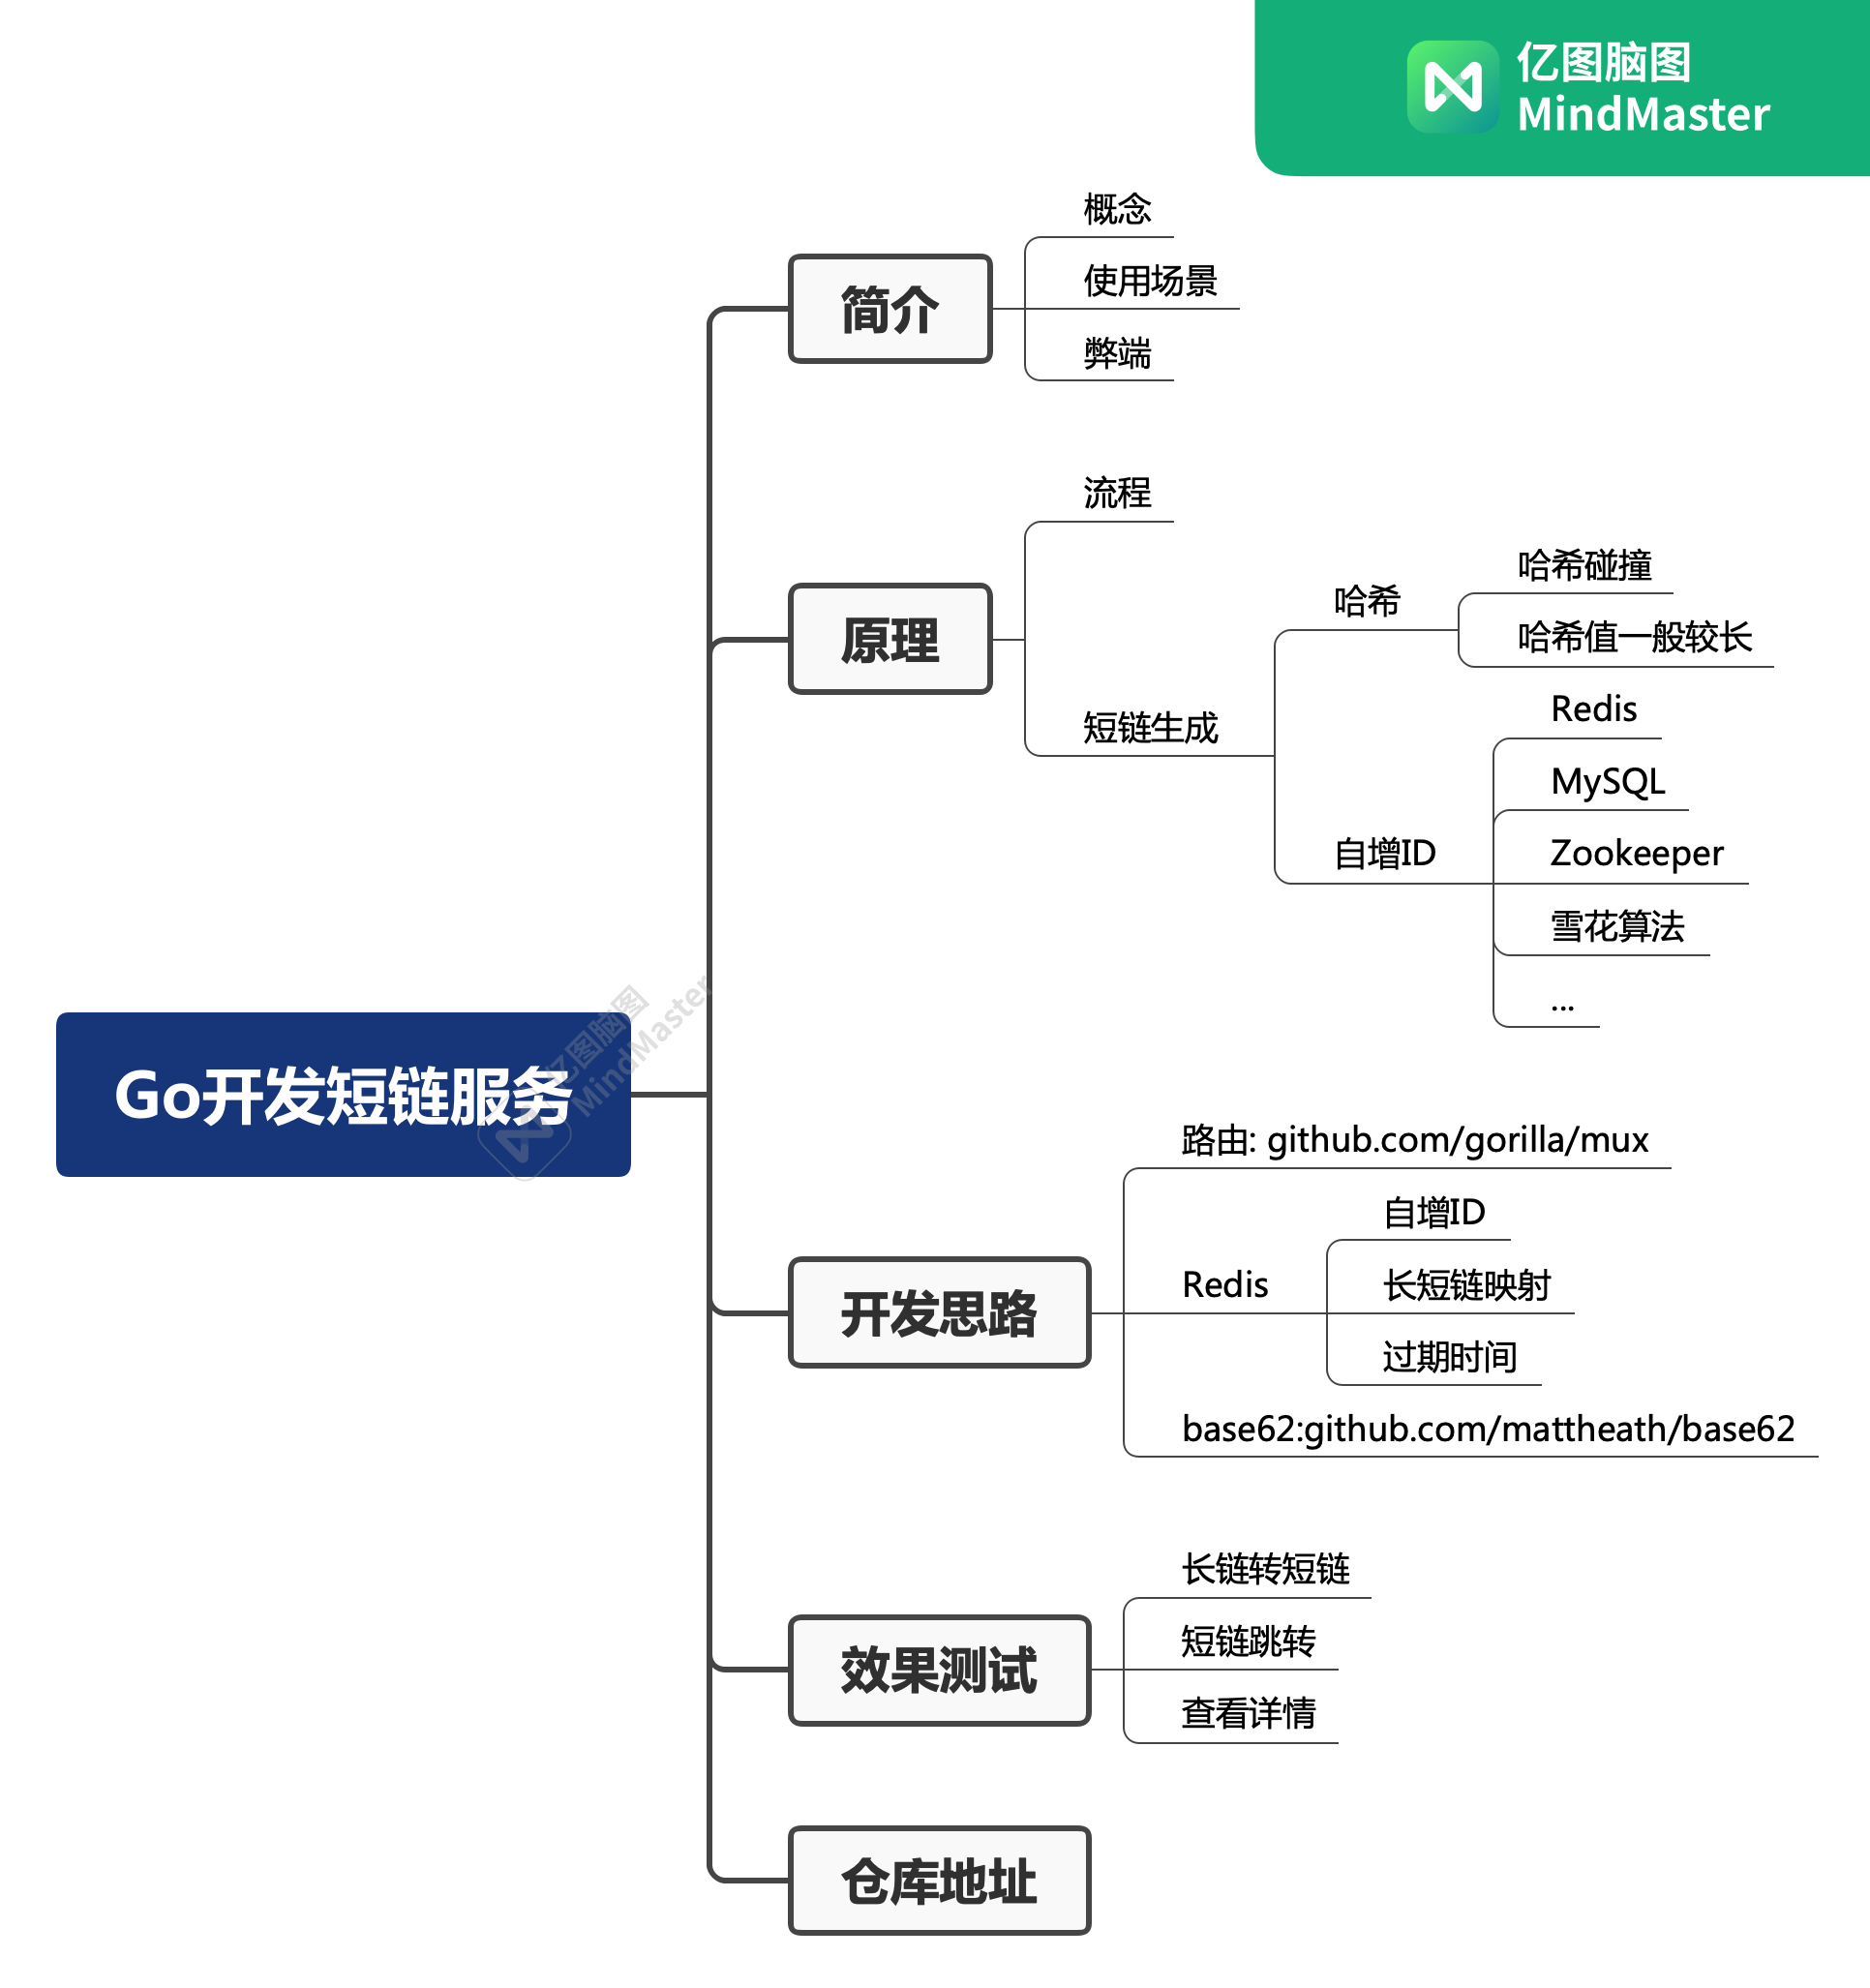 亿图脑图
MindMaster
概念
使用场景
弊端
简介
流程
原理
短链生成
哈希
哈希碰撞
哈希值一般较长
自增ID
Redis
MySQL
Zookeeper
雪花算法
...
Go开发短链服务
亿图脑图
MindMaster
开发思路
路由: github.com/gorilla/mux
Redis
自增ID
长短链映射
过期时间
base62:github.com/mattheath/base62
效果测试
长链转短链
短链跳转
查看详情
仓库地址